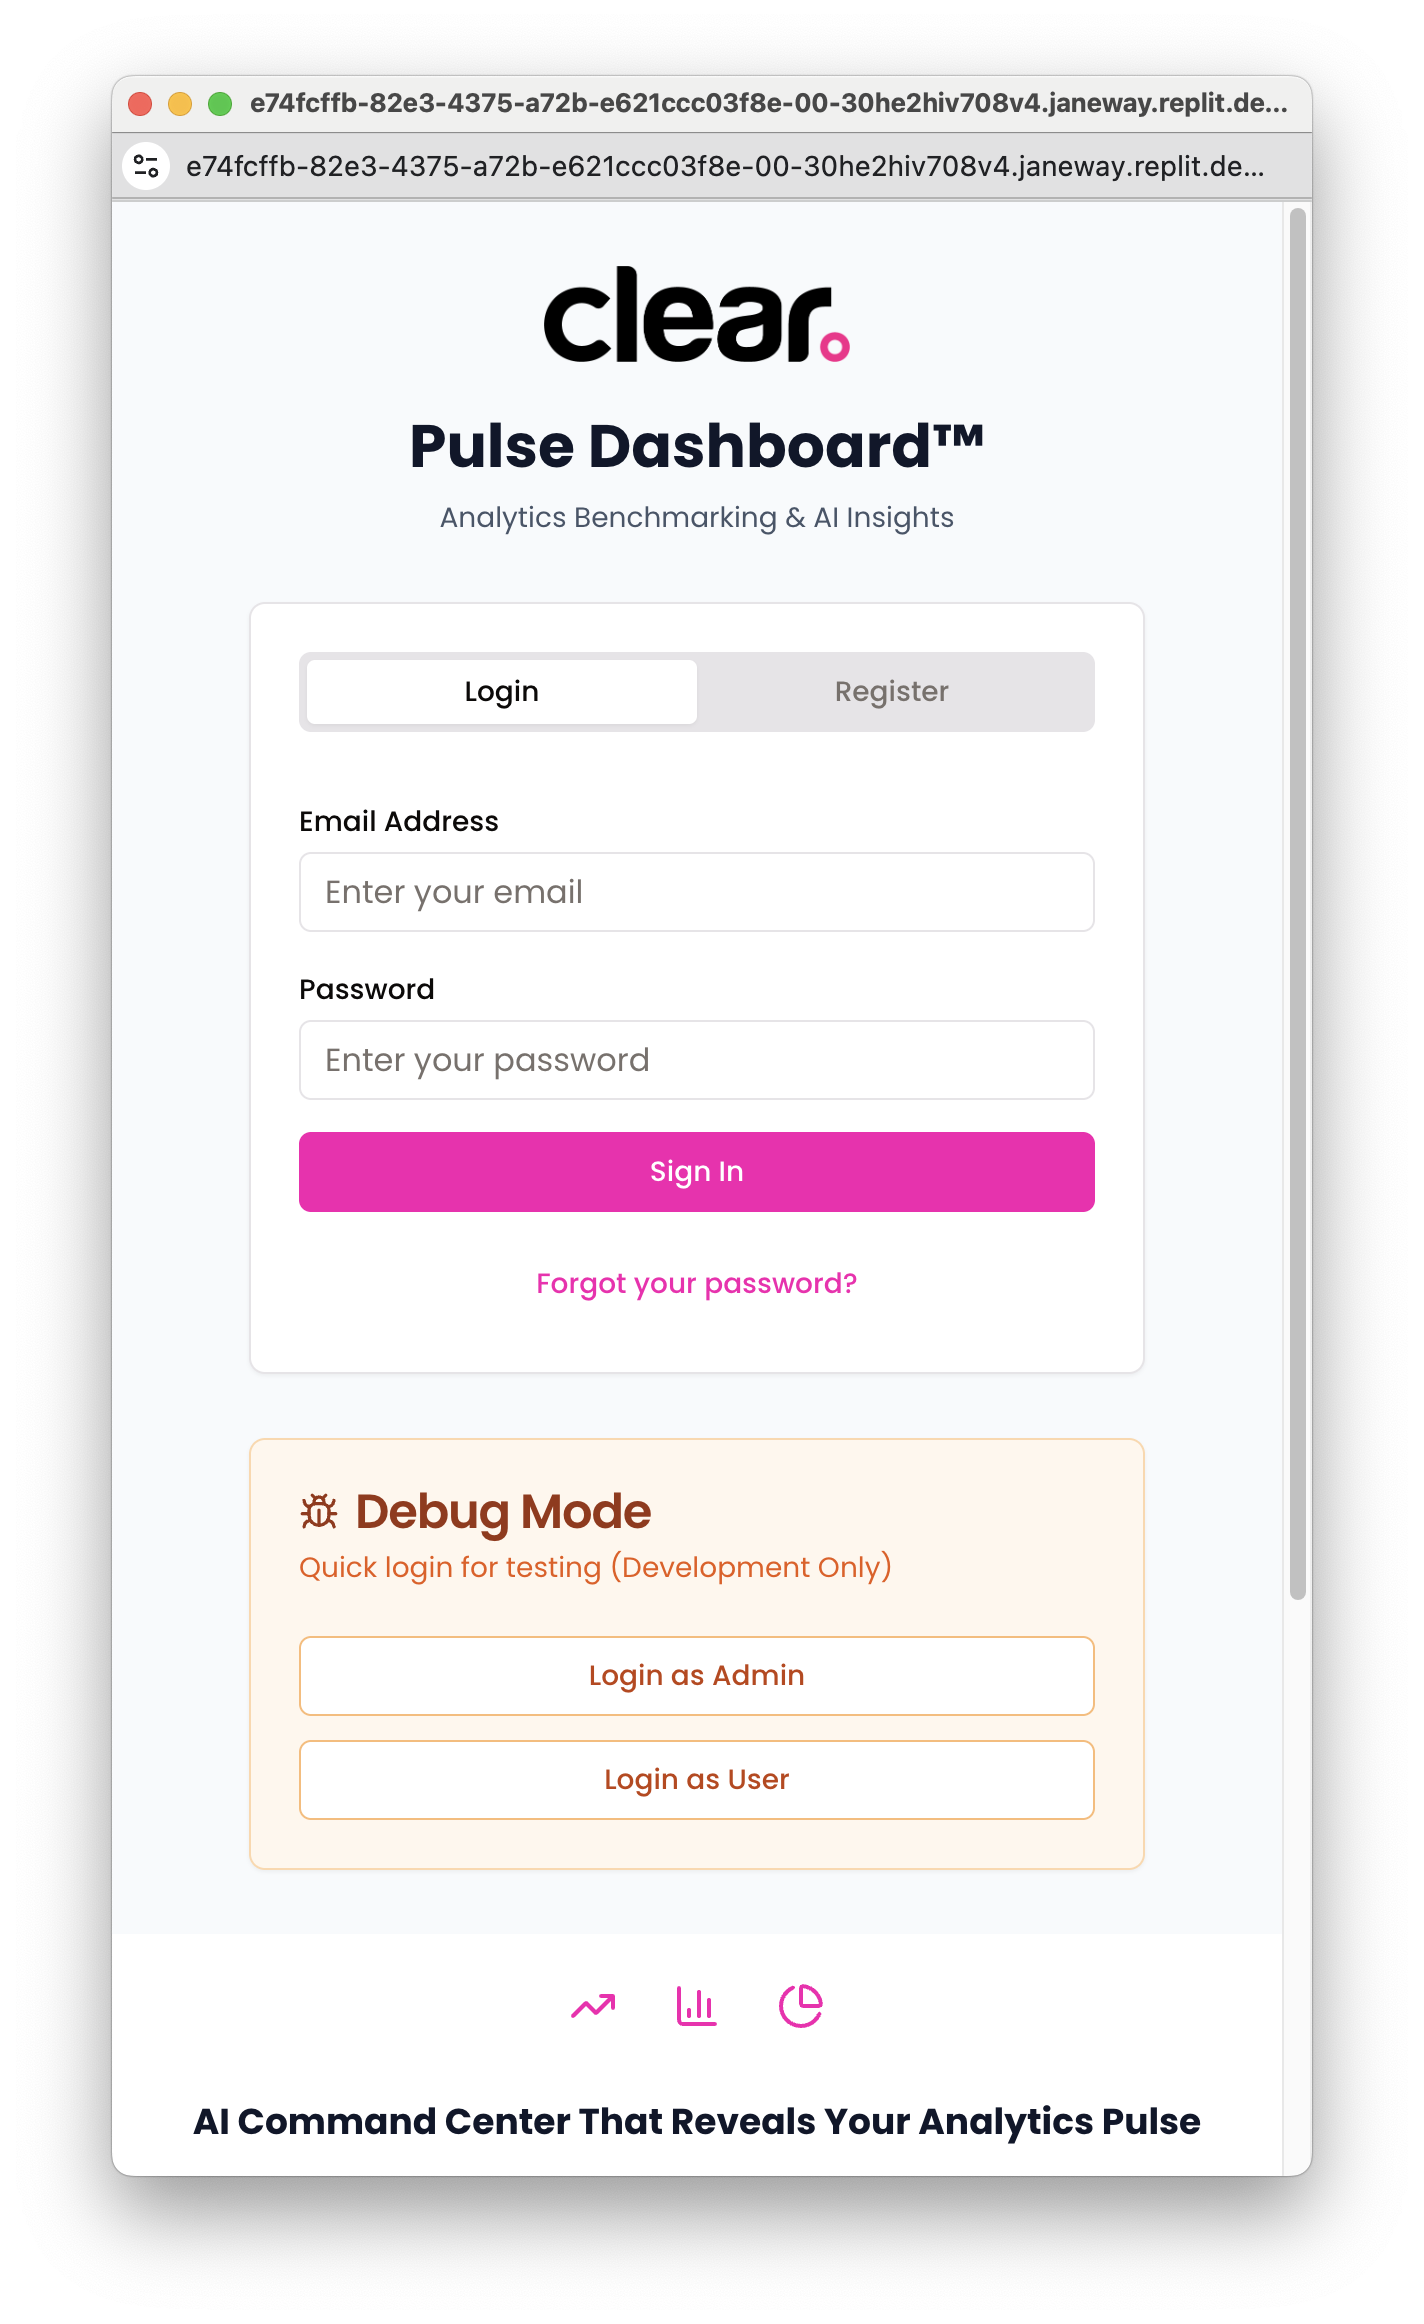 e74fcffb-82e3-4375-a72b-e621ccc03f8e-00-30he2hiv708v4.janeway.replit.de...
e74fcffb-82e3-4375-a72b-e621ccc03f8e-00-30he2hiv708v4.janeway.replit.de...
clear.
Pulse Dashboard™
Analytics Benchmarking & AI Insights
Login Register
Email Address
Enter your email
Password
Enter your password
Sign In
Forgot your password?
Debug Mode
Quick login for testing (Development Only)
Login as Admin
Login as User
AI Command Center That Reveals Your Analytics Pulse